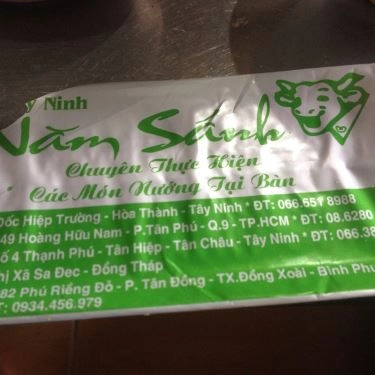 y Ninh
Năm Sánh
Chuyên Thực Hiện
Các Món Nướng Tại Bàn
Dốc Hiệp Trường - Hòa Thành - Tây Ninh * ĐT: 066.651 8988
49 Hoàng Hữu Nam - P.Tân Phú - Q.9 - TP.HCM * ĐT: 08.6280
ố 4 Thạnh Phú - Tân Hiệp - Tân Châu - Tây Ninh * ĐT: 066.38
hị Xã Sa Đec - Đồng Tháp
82 Phú Riềng Đỏ - P. Tân Đồng - TX.Đồng Xoài - Bình Phư
T: 0934.456.979